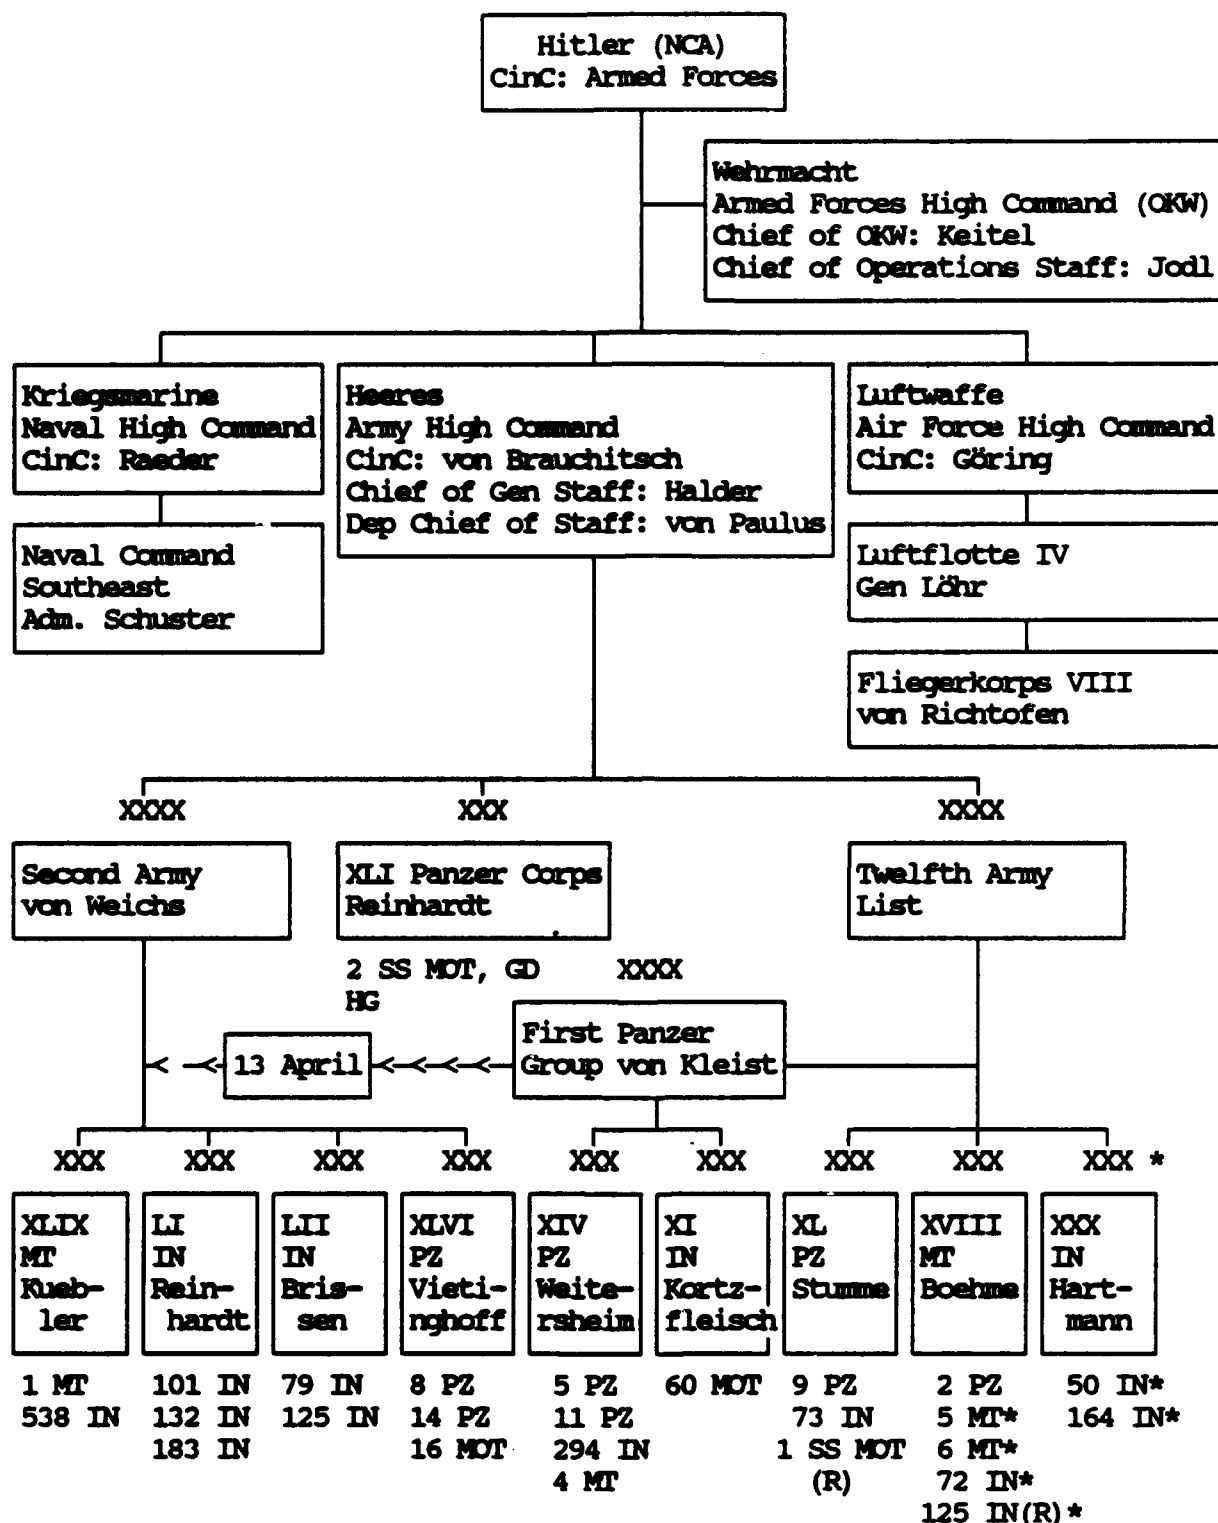 Hitler (NCA)
CinC: Armed Forces
Wehrmacht
Armed Forces High Command (OKW)
Chief of OKW: Keitel
Chief of Operations Staff: Jodl
Kriegsmarine
Naval High Command
CinC: Raeder
Heeres
Army High Command
CinC: von Brauchitsch
Chief of Gen Staff: Halder
Dep Chief of Staff: von Paulus
Luftwaffe
Air Force High Command
CinC: Göring
Naval Command
Southeast
Adm. Schuster
Luftflotte IV
Gen Löhr
Fliegerkorps VIII
von Richtofen
XXXX
XXX
XXXX
Second Army
von Weichs
XLI Panzer Corps
Reinhardt
Twelfth Army
List
2 SS MOT, GD
HG
XXXX
First Panzer
Group von Kleist
13 April
XXX
XXX
XXX
XXX
XXX
XXX
XXX
XXX
XXX *
XLIX
MT
Kueb-
ler
LI
IN
Rein-
hardt
LII
IN
Bris-
sen
XLVI
PZ
Vieti-
nghoff
XIV
PZ
Weite-
rsheim
XI
IN
Kortz-
fleisch
XL
PZ
Stumme
XVIII
MT
Boehme
XXX
IN
Hart-
mann
1 MT
538 IN
101 IN
132 IN
183 IN
79 IN
125 IN
8 PZ
14 PZ
16 MOT
5 PZ
11 PZ
294 IN
4 MT
60 MOT
9 PZ
73 IN
1 SS MOT
(R)
2 PZ
5 MT*
6 MT*
72 IN*
125 IN(R)*
50 IN*
164 IN*